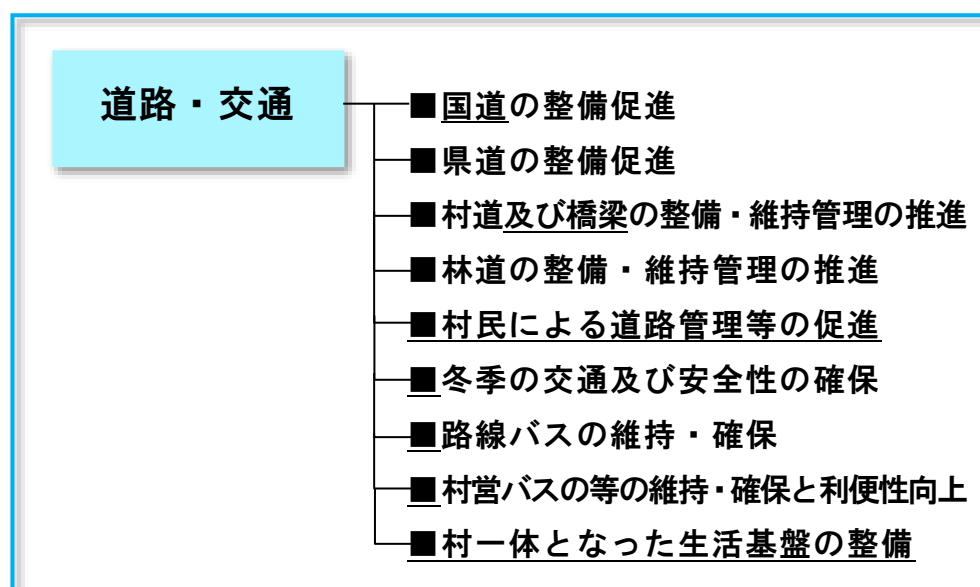 道路・交通
■国道の整備促進
■県道の整備促進
■村道及び橋梁の整備・維持管理の推進
■林道の整備・維持管理の推進
■村民による道路管理等の促進
■冬季の交通及び安全性の確保
■路線バスの維持・確保
■村営バスの等の維持・確保と利便性向上
■村一体となった生活基盤の整備